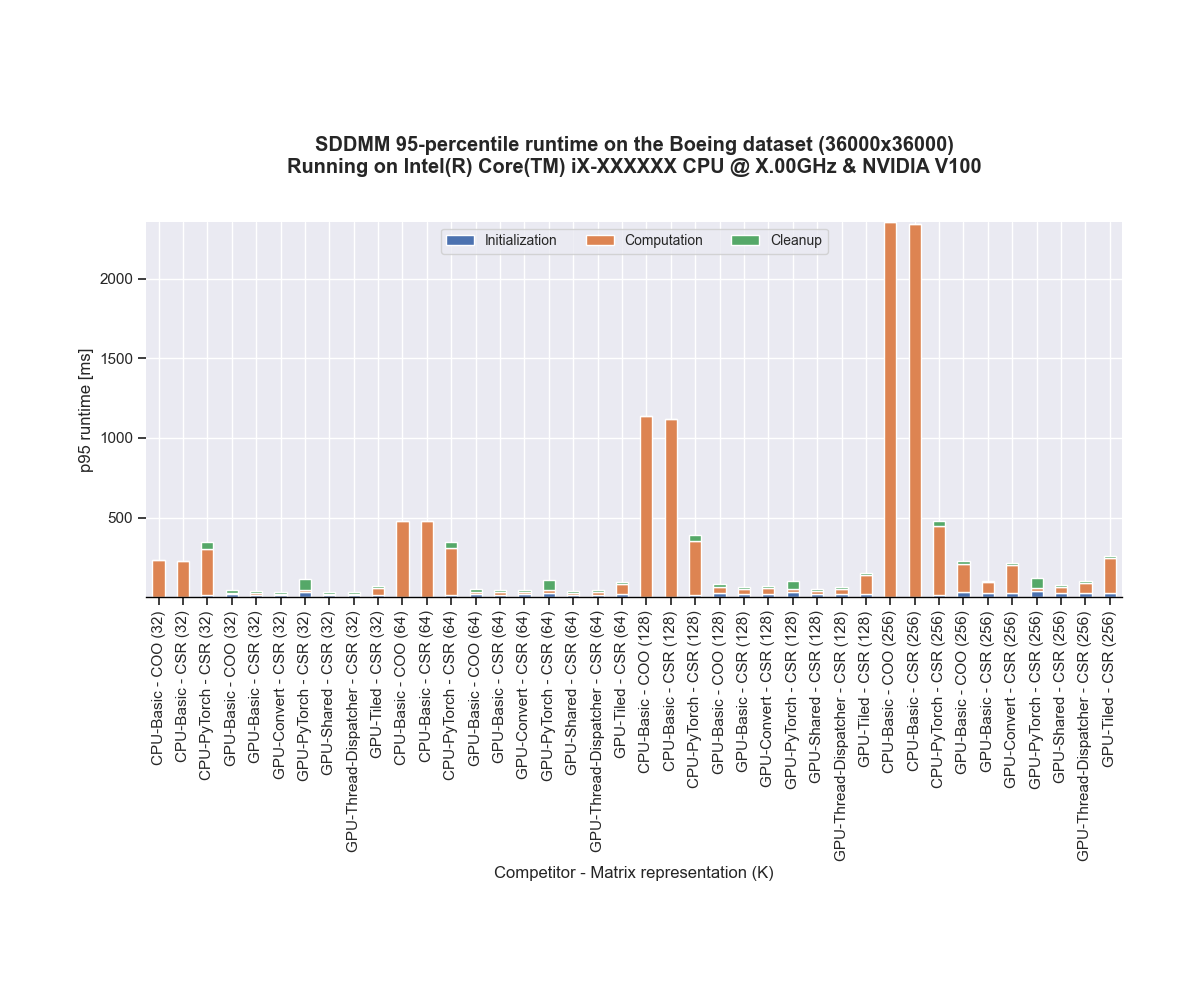 SDDMM 95-percentile runtime on the Boeing dataset (36000x36000)
Running on Intel(R) Core(TM) iX-XXXXXX CPU @ X.00GHz & NVIDIA V100
Initialization
Computation
Cleanup
p95 runtime [ms]
2000
1500
1000
500
CPU-Basic - COO (32)
CPU-Basic - CSR (32)
CPU-PyTorch - CSR (32)
GPU-Basic - COO (32)
GPU-Basic - CSR (32)
GPU-Convert - CSR (32)
GPU-PyTorch - CSR (32)
GPU-Shared - CSR (32)
GPU-Thread-Dispatcher - CSR (32)
GPU-Tiled - CSR (32)
CPU-Basic - COO (64)
CPU-Basic - CSR (64)
CPU-PyTorch - CSR (64)
GPU-Basic - COO (64)
GPU-Basic - CSR (64)
GPU-Convert - CSR (64)
GPU-PyTorch - CSR (64)
GPU-Shared - CSR (64)
GPU-Thread-Dispatcher - CSR (64)
GPU-Tiled - CSR (64)
CPU-Basic - COO (128)
CPU-Basic - CSR (128)
CPU-PyTorch - CSR (128)
GPU-Basic - COO (128)
GPU-Basic - CSR (128)
GPU-Convert - CSR (128)
GPU-PyTorch - CSR (128)
GPU-Shared - CSR (128)
GPU-Thread-Dispatcher - CSR (128)
GPU-Tiled - CSR (128)
CPU-Basic - COO (256)
CPU-Basic - CSR (256)
CPU-PyTorch - CSR (256)
GPU-Basic - COO (256)
GPU-Basic - CSR (256)
GPU-Convert - CSR (256)
GPU-PyTorch - CSR (256)
GPU-Shared - CSR (256)
GPU-Thread-Dispatcher - CSR (256)
GPU-Tiled - CSR (256)
Competitor - Matrix representation (K)